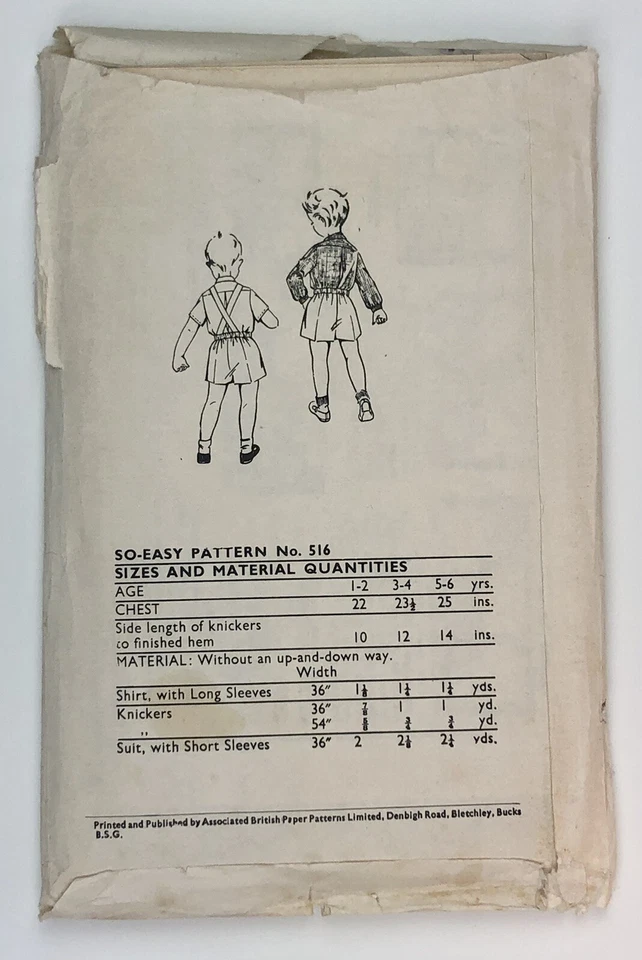 SO-EASY PATTERN No. 516
SIZES AND MATERIAL QUANTITIES
AGE 1-2 3-4 5-6 yrs.
CHEST 22 23½ 25 ins.
Side length of knickers
to finished hem 10 12 14 ins.
MATERIAL: Without an up-and-down way.
Width
Shirt, with Long Sleeves 36″ 1⅛ 1¼ 1¼ yds.
Knickers 36″ ⅞ 1 1 yd.
,, 54″ ⅝ ¾ ¾ yd.
Suit, with Short Sleeves 36″ 2 2⅛ 2¼ yds.
Printed and Published by Associated British Paper Patterns Limited, Denbigh Road, Bletchley, Bucks
B.S.G.